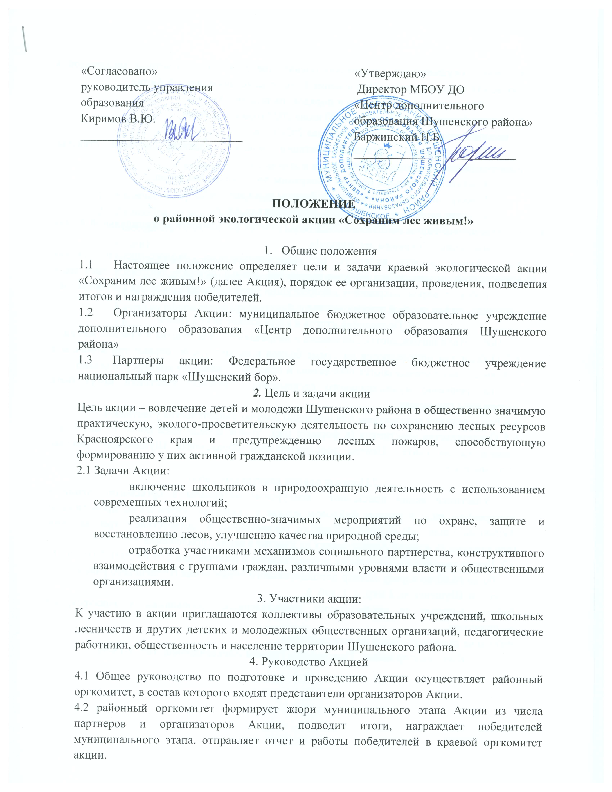 «Согласовано»
руководитель управления
образования
Киримов В.Ю.
«Утверждаю»
Директор МБОУ ДО
«Центр дополнительного
образования Шушенского района»
Варжинский Н.В.
ПОЛОЖЕНИЕ
о районной экологической акции «Сохраним лес живым!»
1. Общие положения
1.1 Настоящее положение определяет цели и задачи краевой экологической акции
«Сохраним лес живым!» (далее Акция), порядок ее организации, проведения, подведения
итогов и награждения победителей.
1.2 Организаторы Акции: муниципальное бюджетное образовательное учреждение
дополнительного образования «Центр дополнительного образования Шушенского
района»
1.3 Партнеры акции: Федеральное государственное бюджетное учреждение
национальный парк «Шушенский бор».
2. Цель и задачи акции
Цель акции – вовлечение детей и молодежи Шушенского района в общественно значимую
практическую, эколого-просветительскую деятельность по сохранению лесных ресурсов
Красноярского края и предупреждению лесных пожаров, способствующую
формированию у них активной гражданской позиции.
2.1 Задачи Акции:
включение школьников в природоохранную деятельность с использованием
современных технологий;
реализация общественно-значимых мероприятий по охране, защите и
восстановлению лесов, улучшению качества природной среды;
отработка участниками механизмов социального партнерства, конструктивного
взаимодействия с группами граждан, различными уровнями власти и общественными
организациями.
3. Участники акции:
К участию в акции приглашаются коллективы образовательных учреждений, школьных
лесничеств и других детских и молодежных общественных организаций, педагогические
работники, общественность и население территории Шушенского района.
4. Руководство Акцией
4.1 Общее руководство по подготовке и проведению Акции осуществляет районный
оргкомитет, в состав которого входят представители организаторов Акции.
4.2 районный оргкомитет формирует жюри муниципального этапа Акции из числа
партнеров и организаторов Акции, подводит итоги, награждает победителей
муниципального этапа, отправляет отчет и работы победителей в краевой оргкомитет
акции.